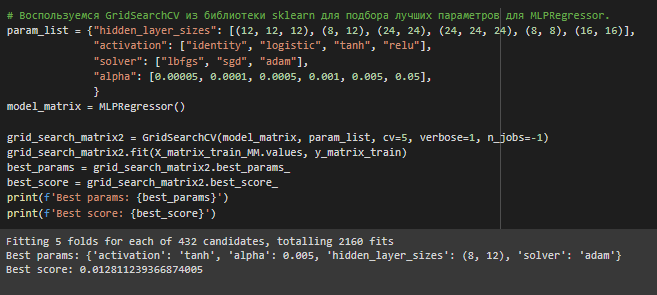 # Воспользуемся GridSearchCV из библиотеки sklearn для подбора лучших параметров для MLPRegressor.
param_list = {"hidden_layer_sizes": [(12, 12, 12), (8, 12), (24, 24), (24, 24, 24), (8, 8), (16, 16)],
"activation": ["identity", "logistic", "tanh", "relu"],
"solver": ["lbfgs", "sgd", "adam"],
"alpha": [0.00005, 0.0001, 0.0005, 0.001, 0.005, 0.05],
}
model_matrix = MLPRegressor()
grid_search_matrix2 = GridSearchCV(model_matrix, param_list, cv=5, verbose=1, n_jobs=-1)
grid_search_matrix2.fit(X_matrix_train_MM.values, y_matrix_train)
best_params = grid_search_matrix2.best_params_
best_score = grid_search_matrix2.best_score_
print(f'Best params: {best_params}')
print(f'Best score: {best_score}')
Fitting 5 folds for each of 432 candidates, totalling 2160 fits
Best params: {'activation': 'tanh', 'alpha': 0.005, 'hidden_layer_sizes': (8, 12), 'solver': 'adam'}
Best score: 0.012811239366874005